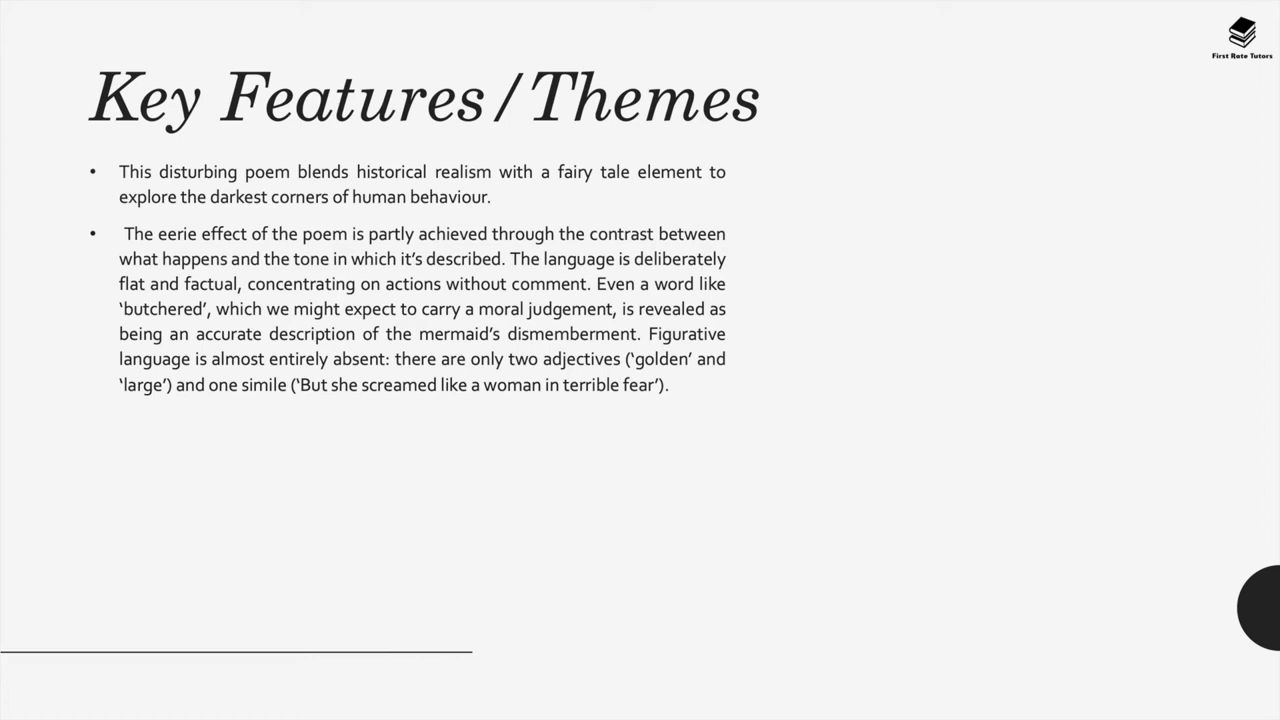 First Rate Tutors
Key Features/Themes
• This disturbing poem blends historical realism with a fairy tale element to
explore the darkest corners of human behaviour.
• The eerie effect of the poem is partly achieved through the contrast between
what happens and the tone in which it’s described. The language is deliberately
flat and factual, concentrating on actions without comment. Even a word like
‘butchered’, which we might expect to carry a moral judgement, is revealed as
being an accurate description of the mermaid’s dismemberment. Figurative
language is almost entirely absent: there are only two adjectives (‘golden’ and
‘large’) and one simile (‘But she screamed like a woman in terrible fear’).